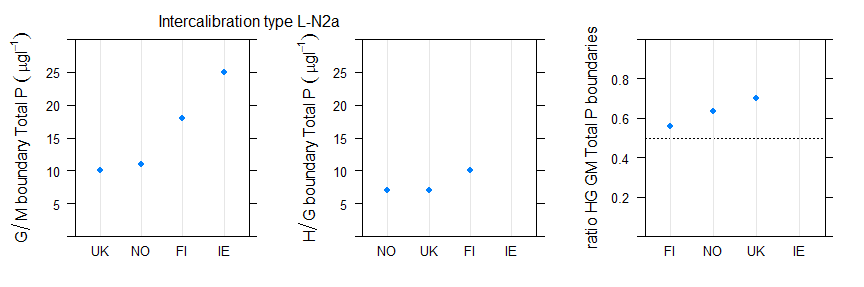 Intercalibration type L-N2a
G/M boundary Total P ( μgl⁻¹)
25
20
15
10
5
UK NO FI IE
H/G boundary Total P ( μgl⁻¹)
25
20
15
10
5
NO UK FI IE
ratio HG GM Total P boundaries
0.8
0.6
0.4
0.2
FI NO UK IE